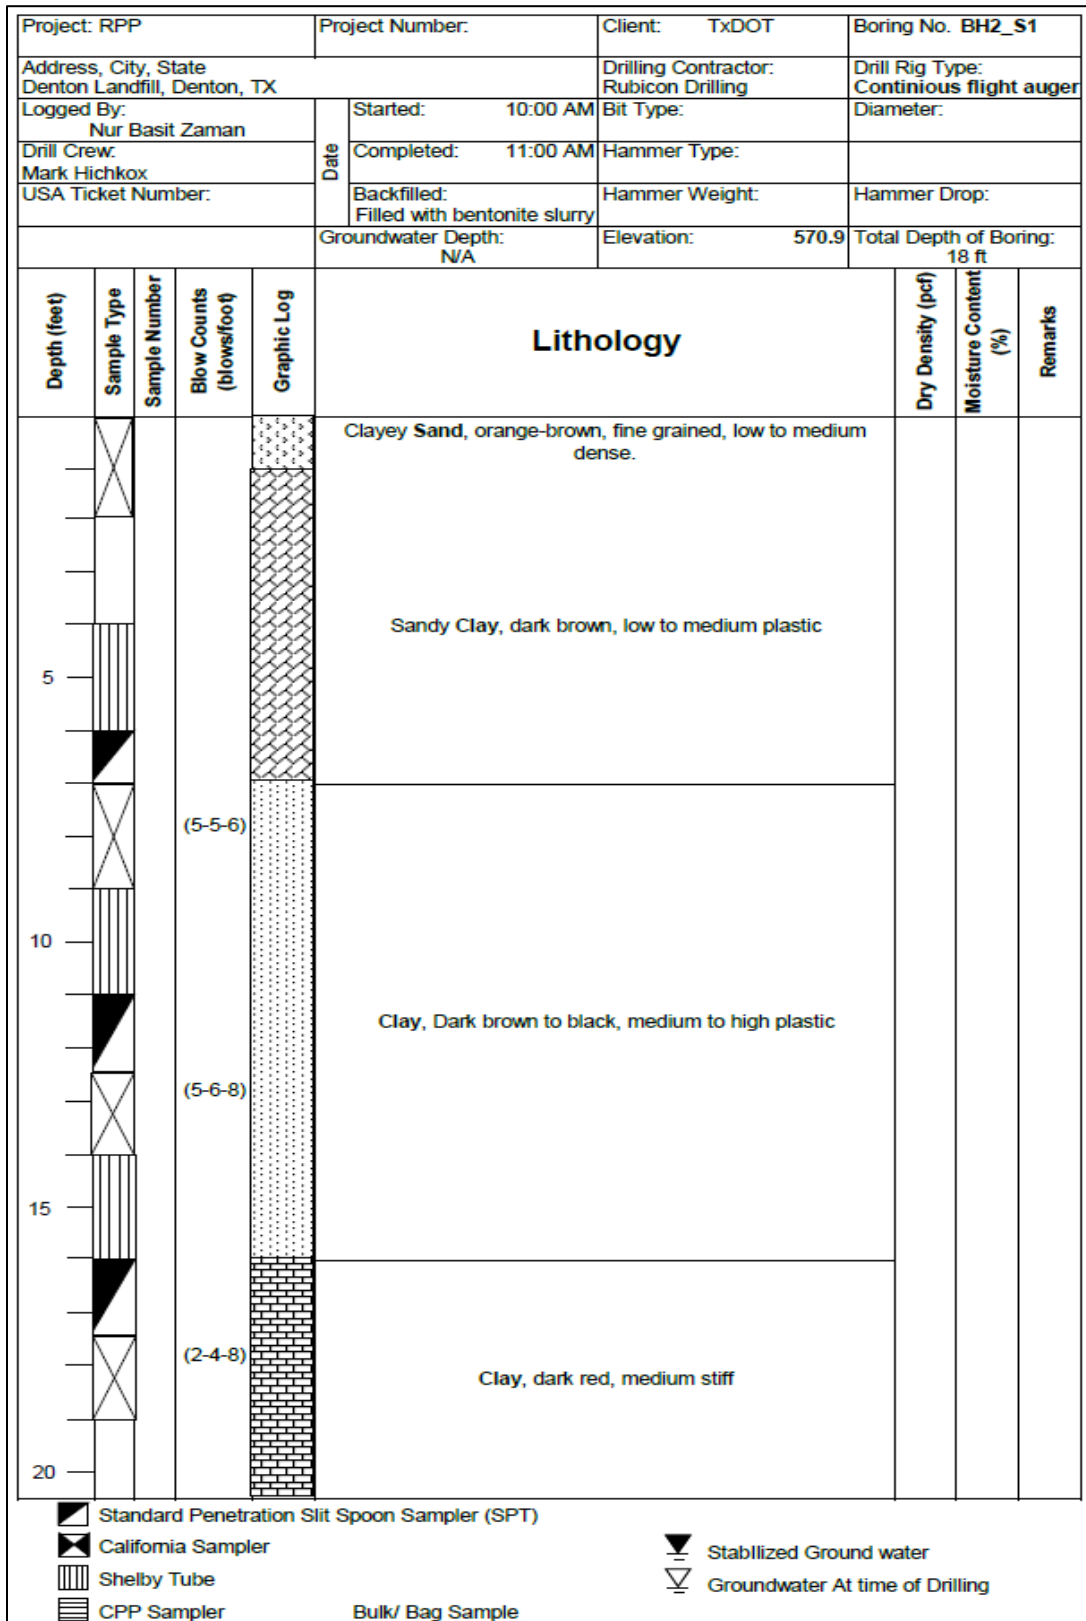 Project: RPP
Project Number:
Client: TxDOT
Boring No. BH2_S1
Address, City, State
Denton Landfill, Denton, TX
Drilling Contractor:
Rubicon Drilling
Drill Rig Type:
Continious flight auger
Logged By:
Nur Basit Zaman
Date
Started: 10:00 AM
Bit Type:
Diameter:
Drill Crew:
Mark Hichkox
Completed: 11:00 AM
Hammer Type:
USA Ticket Number:
Backfilled:
Filled with bentonite slurry
Hammer Weight:
Hammer Drop:
Groundwater Depth:
N/A
Elevation: 570.9
Total Depth of Boring:
18 ft
Depth (feet)
Sample Type
Sample Number
Blow Counts
(blows/foot)
Graphic Log
Lithology
Dry Density (pcf)
Moisture Content
(%)
Remarks
Clayey Sand, orange-brown, fine grained, low to medium
dense.
Sandy Clay, dark brown, low to medium plastic
5
(5-5-6)
10
Clay, Dark brown to black, medium to high plastic
(5-6-8)
15
(2-4-8)
Clay, dark red, medium stiff
20
Standard Penetration Slit Spoon Sampler (SPT)
California Sampler
Stabllized Ground water
Shelby Tube
Groundwater At time of Drilling
CPP Sampler
Bulk/ Bag Sample